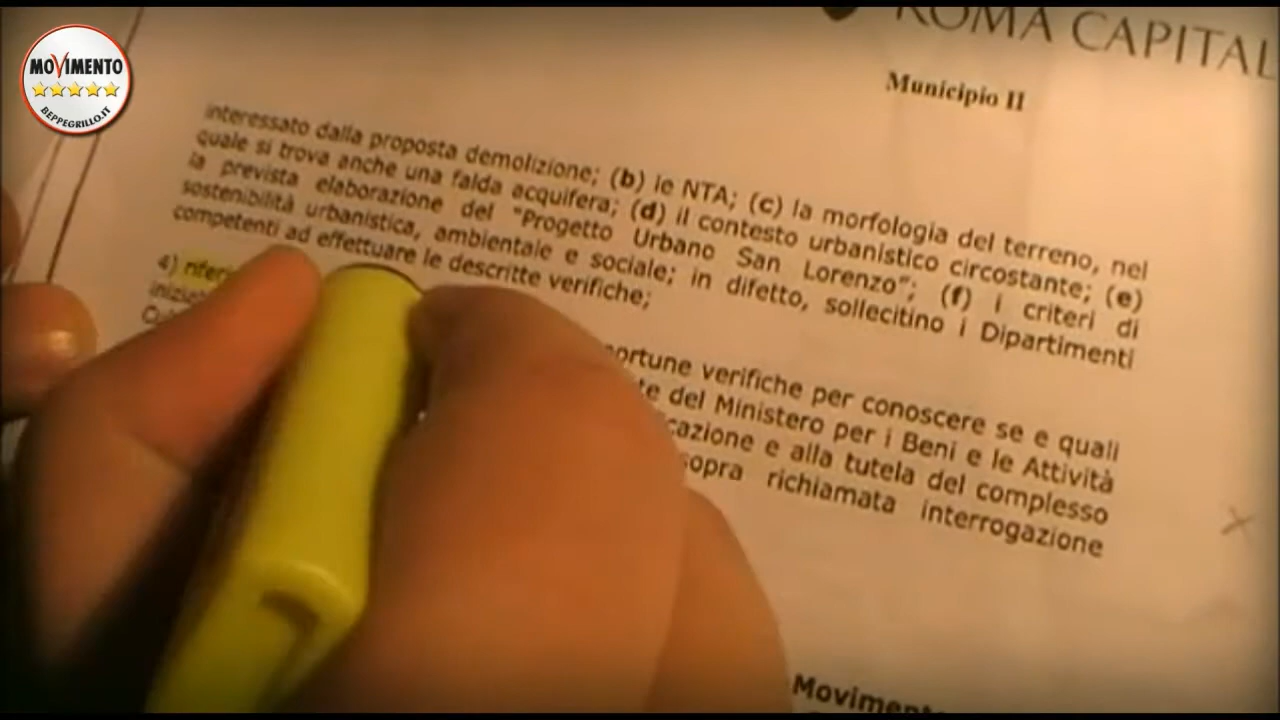 MOVIMENTO
BEPPEGRILLO.IT
ROMA CAPITAL
Municipio II
interessato dalla proposta demolizione; (b) le NTA; (c) la morfologia del terreno, nel
quale si trova anche una falda acquifera; (d) il contesto urbanistico circostante; (e)
la prevista elaborazione del "Progetto Urbano San Lorenzo"; (f) i criteri di
sostenibilità urbanistica, ambientale e sociale; in difetto, sollecitino i Dipartimenti
competenti ad effettuare le descritte verifiche;
4)
verifiche per conoscere se e quali
del Ministero per i Beni e le Attività
e alla tutela del complesso
sopra richiamata interrogazione